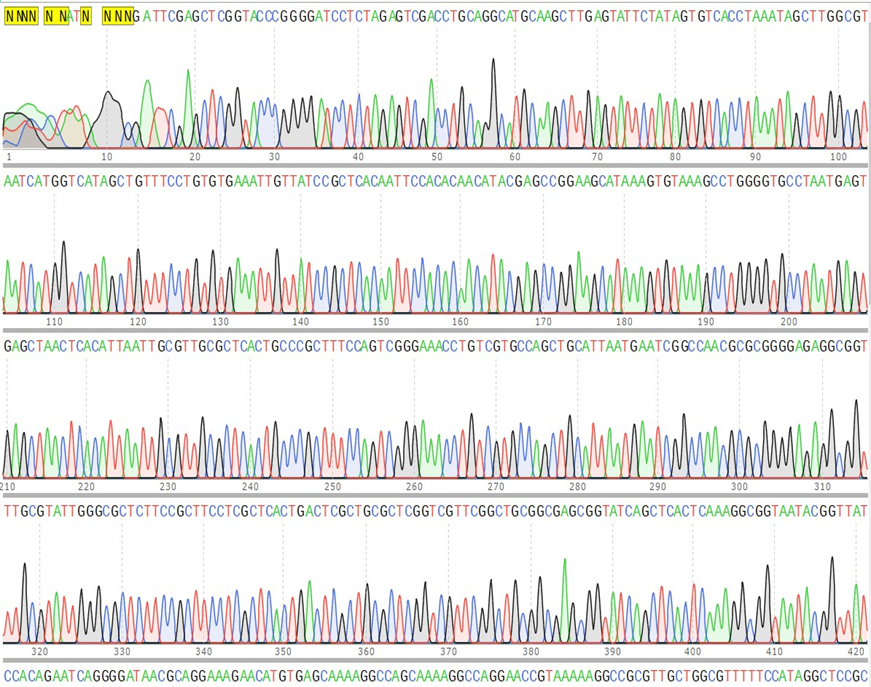 NNNN NNATN NNNGATTCGAGCTCGGTACCCGGGGATCCTCTAGAGTCGACCTGCAGGCATGCAAGCTTGAGTATTCTATAGTGTCACCTAAATAGCTTGGCGT
1 10 20 30 40 50 60 70 80 90 100
AATCATGGTCATAGCTGTTTCCTGTGTGAAATTGTTATCCGCTCACAATTCCACACAACATACGAGCCGGAAGCATAAAGTGTAAAGCCTGGGGTGCCTAATGAGT
110 120 130 140 150 160 170 180 190 200
GAGCTAACTCACATTAATTGCGTTGCGCTCACTGCCCGCTTTCCAGTCGGGAAACCTGTCGTGCCAGCTGCATTAATGAATCGGCCAACGCGCGGGGAGAGGCGGT
210 220 230 240 250 260 270 280 290 300 310
TTGCGTATTGGGCGCTCTTCCGCTTCCTCGCTCACTGACTCGCTGCGCTCGGTCGTTCGGCTGCGGCGAGCGGTATCAGCTCACTCAAAGGCGGTAATACGGTTAT
320 330 340 350 360 370 380 390 400 410 420
CCACAGAATCAGGGGATAACGCAGGAAAGAACATGTGAGCAAAAGGCCAGCAAAAGGCCAGGAACCGTAAAAAGGCCGCGTTGCTGGCGTTTTTCCATAGGCTCCGC